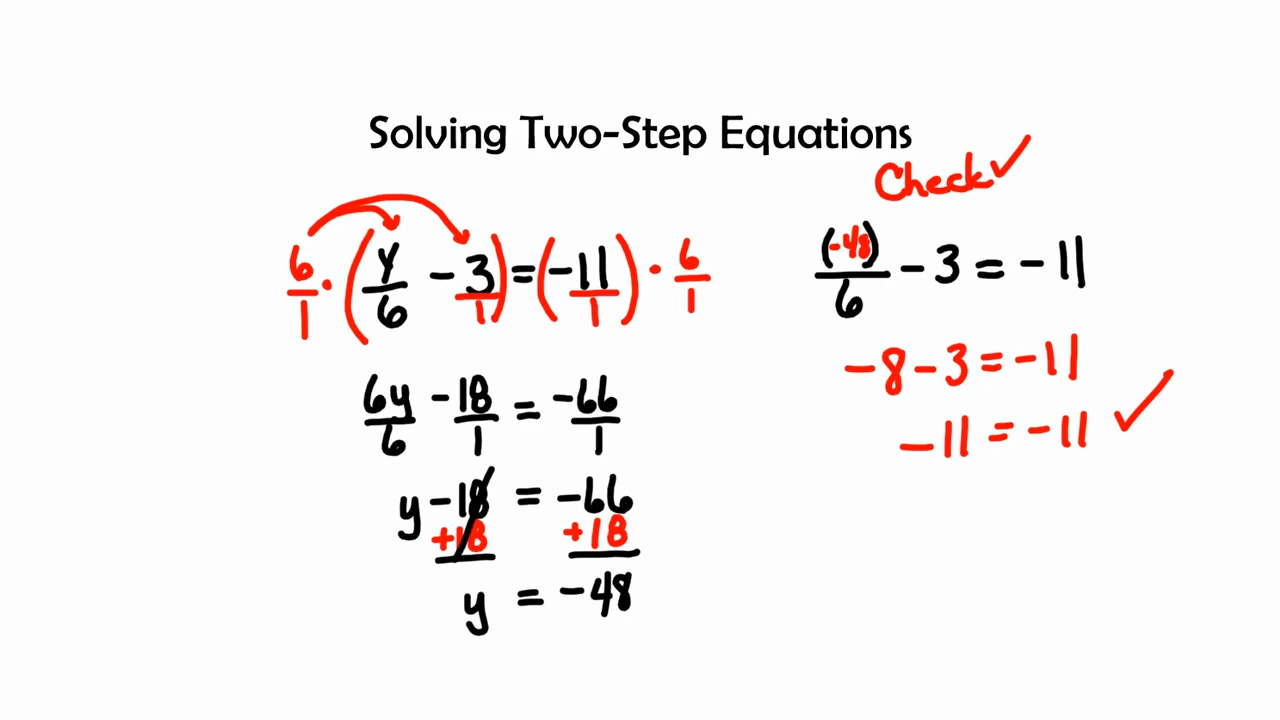 Solving Two-Step Equations
6/1 · (y/6 - 3/1) = (-11/1) · 6/1
6y/6 - 18/1 = -66/1
y - 18 = -66
+18 +18
y = -48
Check ✓
(-48)/6 - 3 = -11
-8 - 3 = -11
-11 = -11 ✓